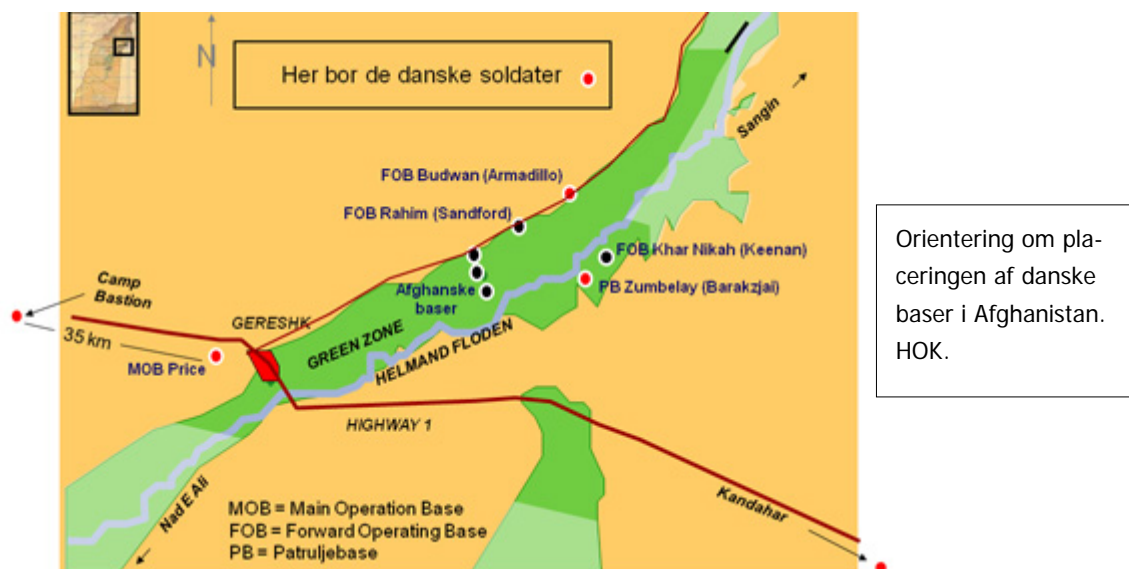 N
Her bor de danske soldater
Sangin
FOB Budwan (Armadillo)
FOB Rahim (Sandford)
FOB Khar Nikah (Keenan)
PB Zumbelay (Barakzjai)
Afghanske
baser
Camp
Bastion
GERESHK
35 km
MOB Price
GREEN ZONE
HELMAND FLODEN
HIGHWAY 1
Nad E Ali
Kandahar
MOB = Main Operation Base
FOB = Forward Operating Base
PB = Patruljebase
Orientering om pla-
ceringen af danske
baser i Afghanistan.
HOK.